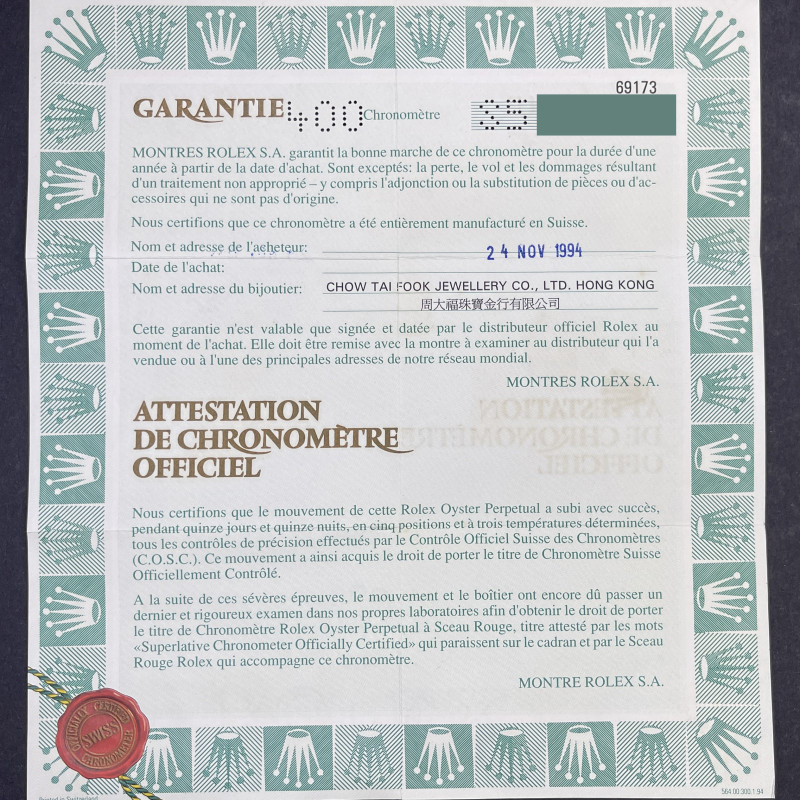 69173
GARANTIE 400 Chronomètre S5
MONTRES ROLEX S.A. garantit la bonne marche de ce chronomètre pour la durée d'une
année à partir de la date d'achat. Sont exceptés: la perte, le vol et les dommages résultant
d'un traitement non approprié – y compris l'adjonction ou la substitution de pièces ou d'ac-
cessoires qui ne sont pas d'origine.
Nous certifions que ce chronomètre a été entièrement manufacturé en Suisse.
Nom et adresse de l'acheteur:
24 NOV 1994
Date de l'achat:
Nom et adresse du bijoutier: CHOW TAI FOOK JEWELLERY CO., LTD. HONG KONG
周大福珠寶金行有限公司
Cette garantie n'est valable que signée et datée par le distributeur officiel Rolex au
moment de l'achat. Elle doit être remise avec la montre à examiner au distributeur qui l'a
vendue ou à l'une des principales adresses de notre réseau mondial.
MONTRES ROLEX S.A.
ATTESTATION
DE CHRONOMÈTRE
OFFICIEL
Nous certifions que le mouvement de cette Rolex Oyster Perpetual a subi avec succès,
pendant quinze jours et quinze nuits, en cinq positions et à trois températures déterminées,
tous les contrôles de précision effectués par le Contrôle Officiel Suisse des Chronomètres
(C.O.S.C.). Ce mouvement a ainsi acquis le droit de porter le titre de Chronomètre Suisse
Officiellement Contrôlé.
A la suite de ces sévères épreuves, le mouvement et le boîtier ont encore dû passer un
dernier et rigoureux examen dans nos propres laboratoires afin d'obtenir le droit de porter
le titre de Chronomètre Rolex Oyster Perpetual à Sceau Rouge, titre attesté par les mots
«Superlative Chronometer Officially Certified» qui paraissent sur le cadran et par le Sceau
Rouge Rolex qui accompagne ce chronomètre.
MONTRE ROLEX S.A.
OFFICIALLY CERTIFIED
SWISS
CHRONOMETER
Printed in Switzerland
564.00.300.1.94